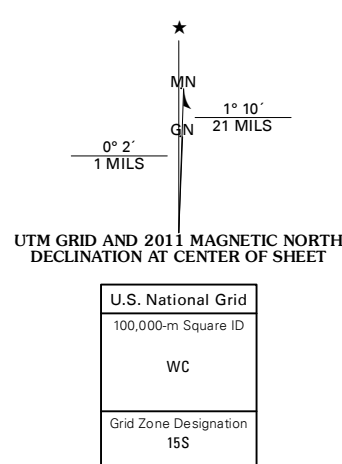 ★
MN
1° 10´
21 MILS
GN
0° 2´
1 MILS
UTM GRID AND 2011 MAGNETIC NORTH
DECLINATION AT CENTER OF SHEET
U.S. National Grid
100,000-m Square ID
WC
Grid Zone Designation
15S